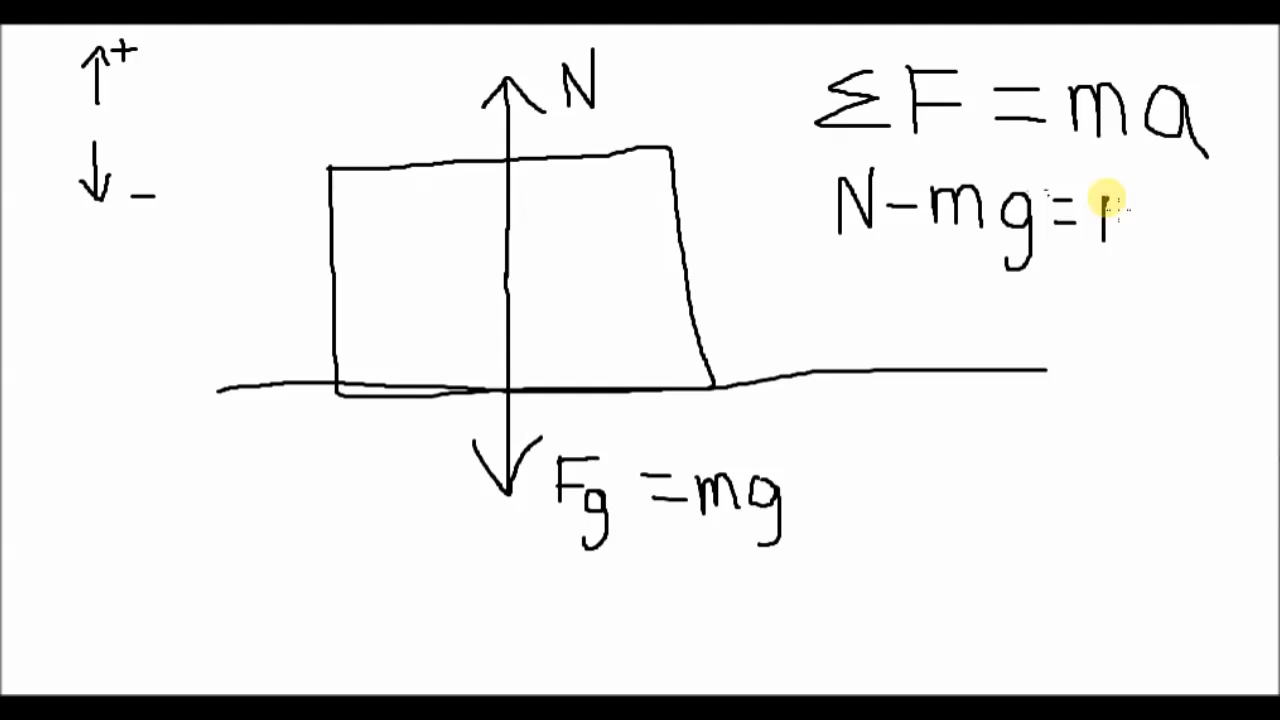 +
-
N
ΣF = ma
N - mg =
Fg = mg